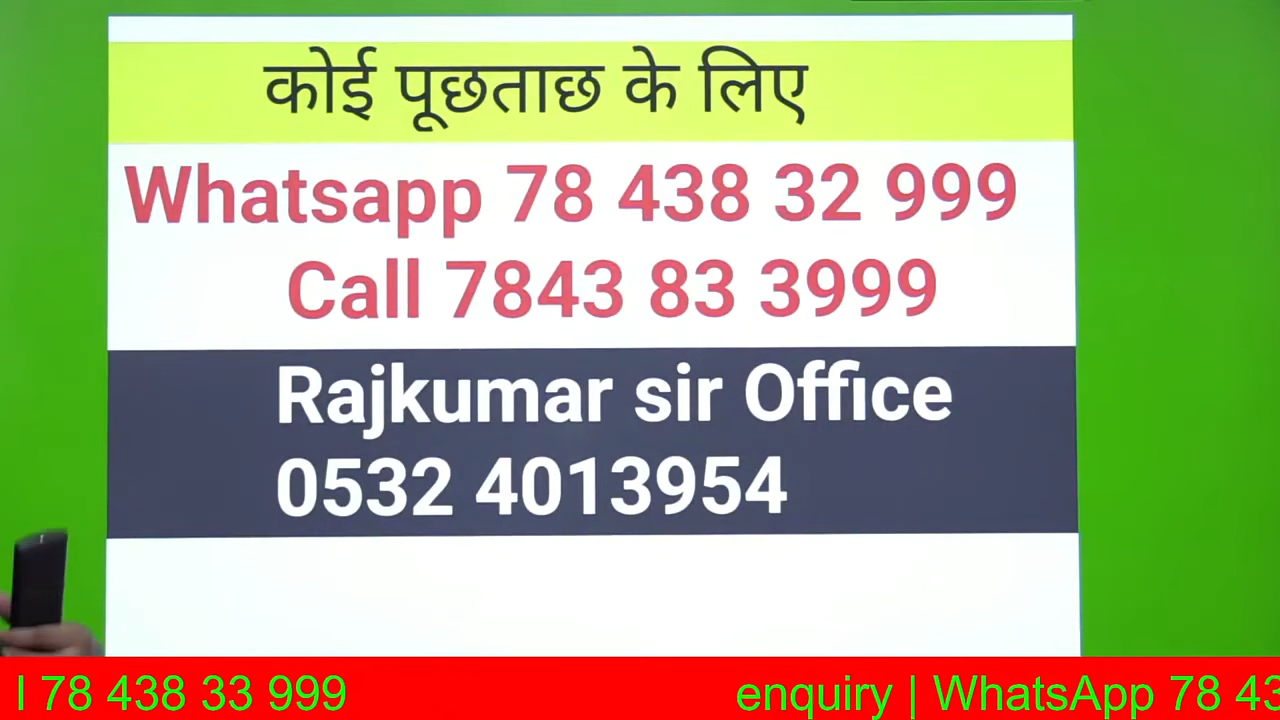 कोई पूछताछ के लिए
Whatsapp 78 438 32 999
Call 7843 83 3999
Rajkumar sir Office
0532 4013954
l 78 438 33 999 enquiry | WhatsApp 78 43